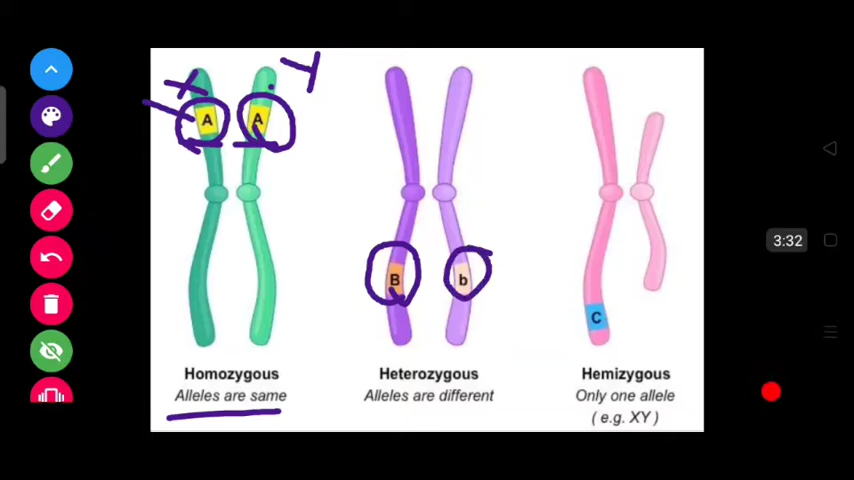 A A
B b
C
3:32
Homozygous Heterozygous Hemizygous
Alleles are same Alleles are different Only one allele
( e.g. XY )